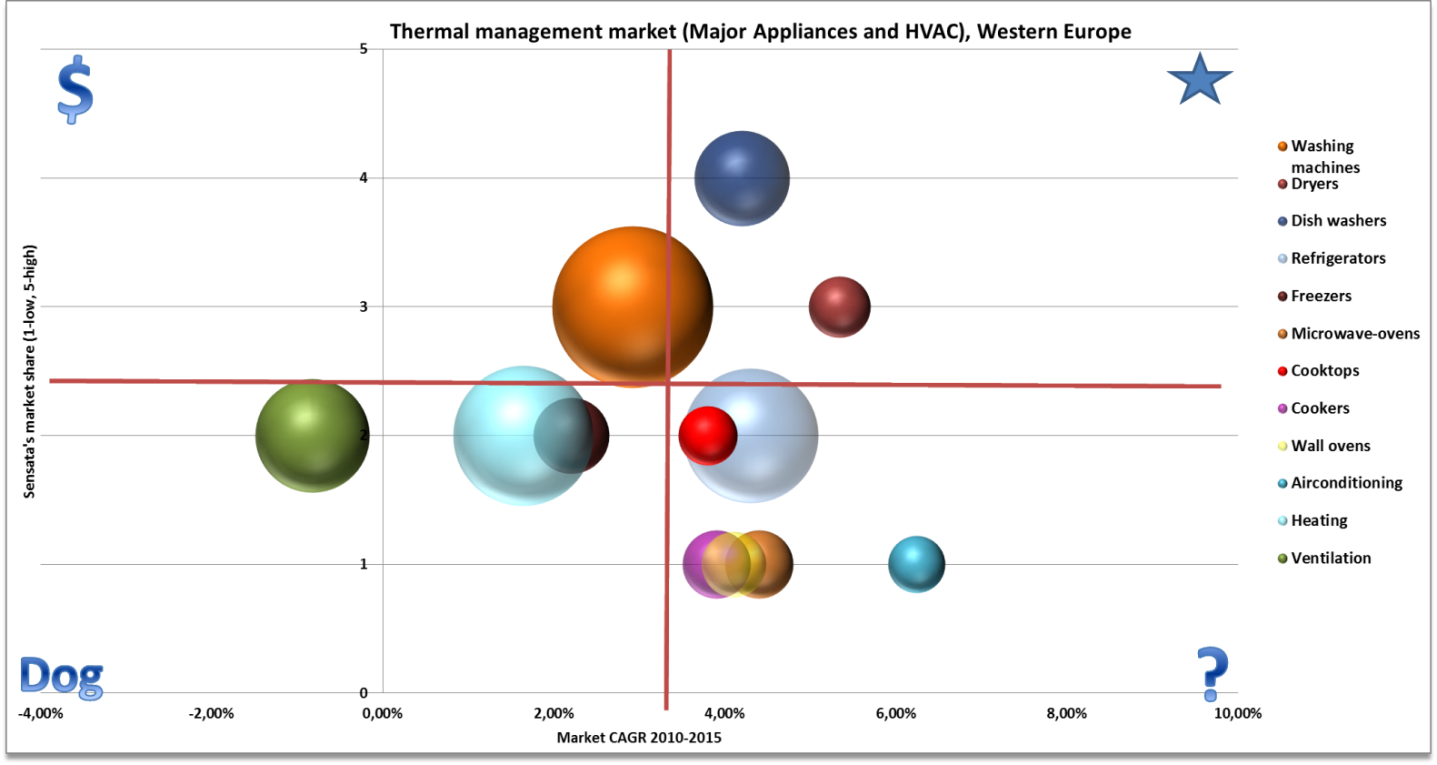 Thermal management market (Major Appliances and HVAC), Western Europe
$
5
4
3
2
1
0
Sensata's market share (1-low, 5-high)
Dog
?
-4,00%
-2,00%
0,00%
2,00%
4,00%
6,00%
8,00%
10,00%
Market CAGR 2010-2015
Washing
machines
Dryers
Dish washers
Refrigerators
Freezers
Microwave-ovens
Cooktops
Cookers
Wall ovens
Airconditioning
Heating
Ventilation